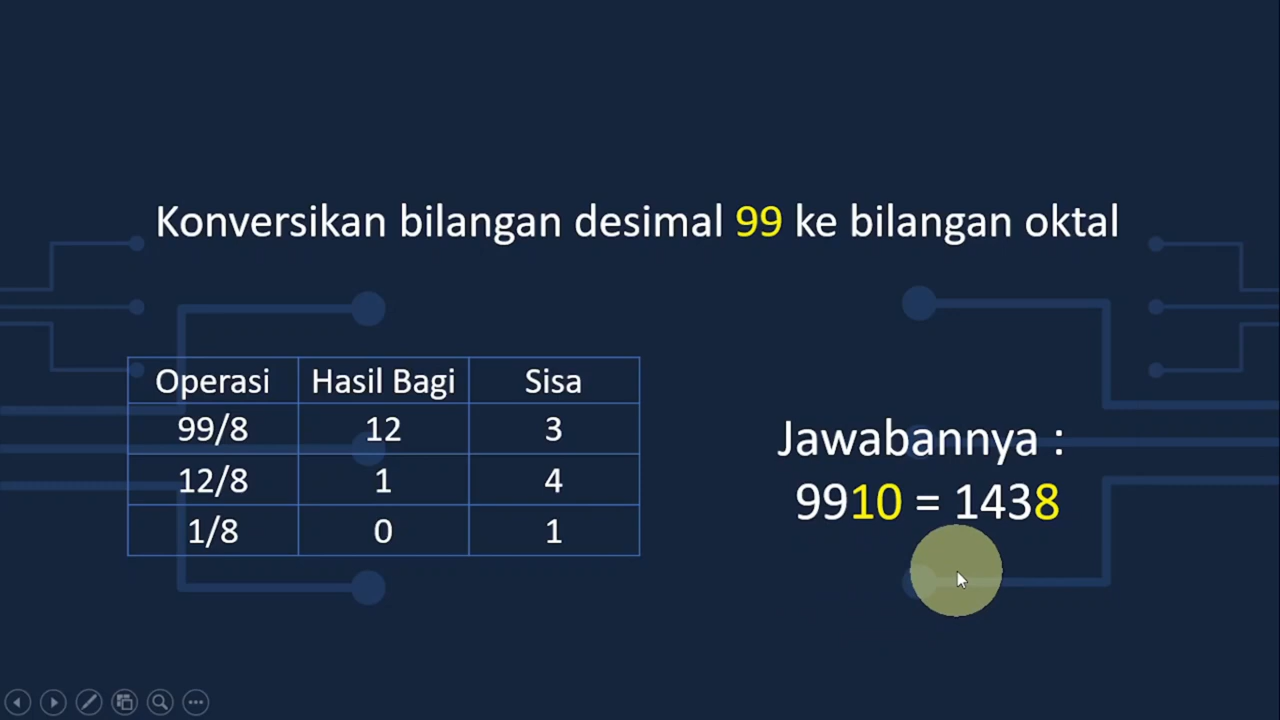 Konversikan bilangan desimal 99 ke bilangan oktal
Operasi Hasil Bagi Sisa
99/8 12 3
12/8 1 4
1/8 0 1
Jawabannya :
9910 = 1438